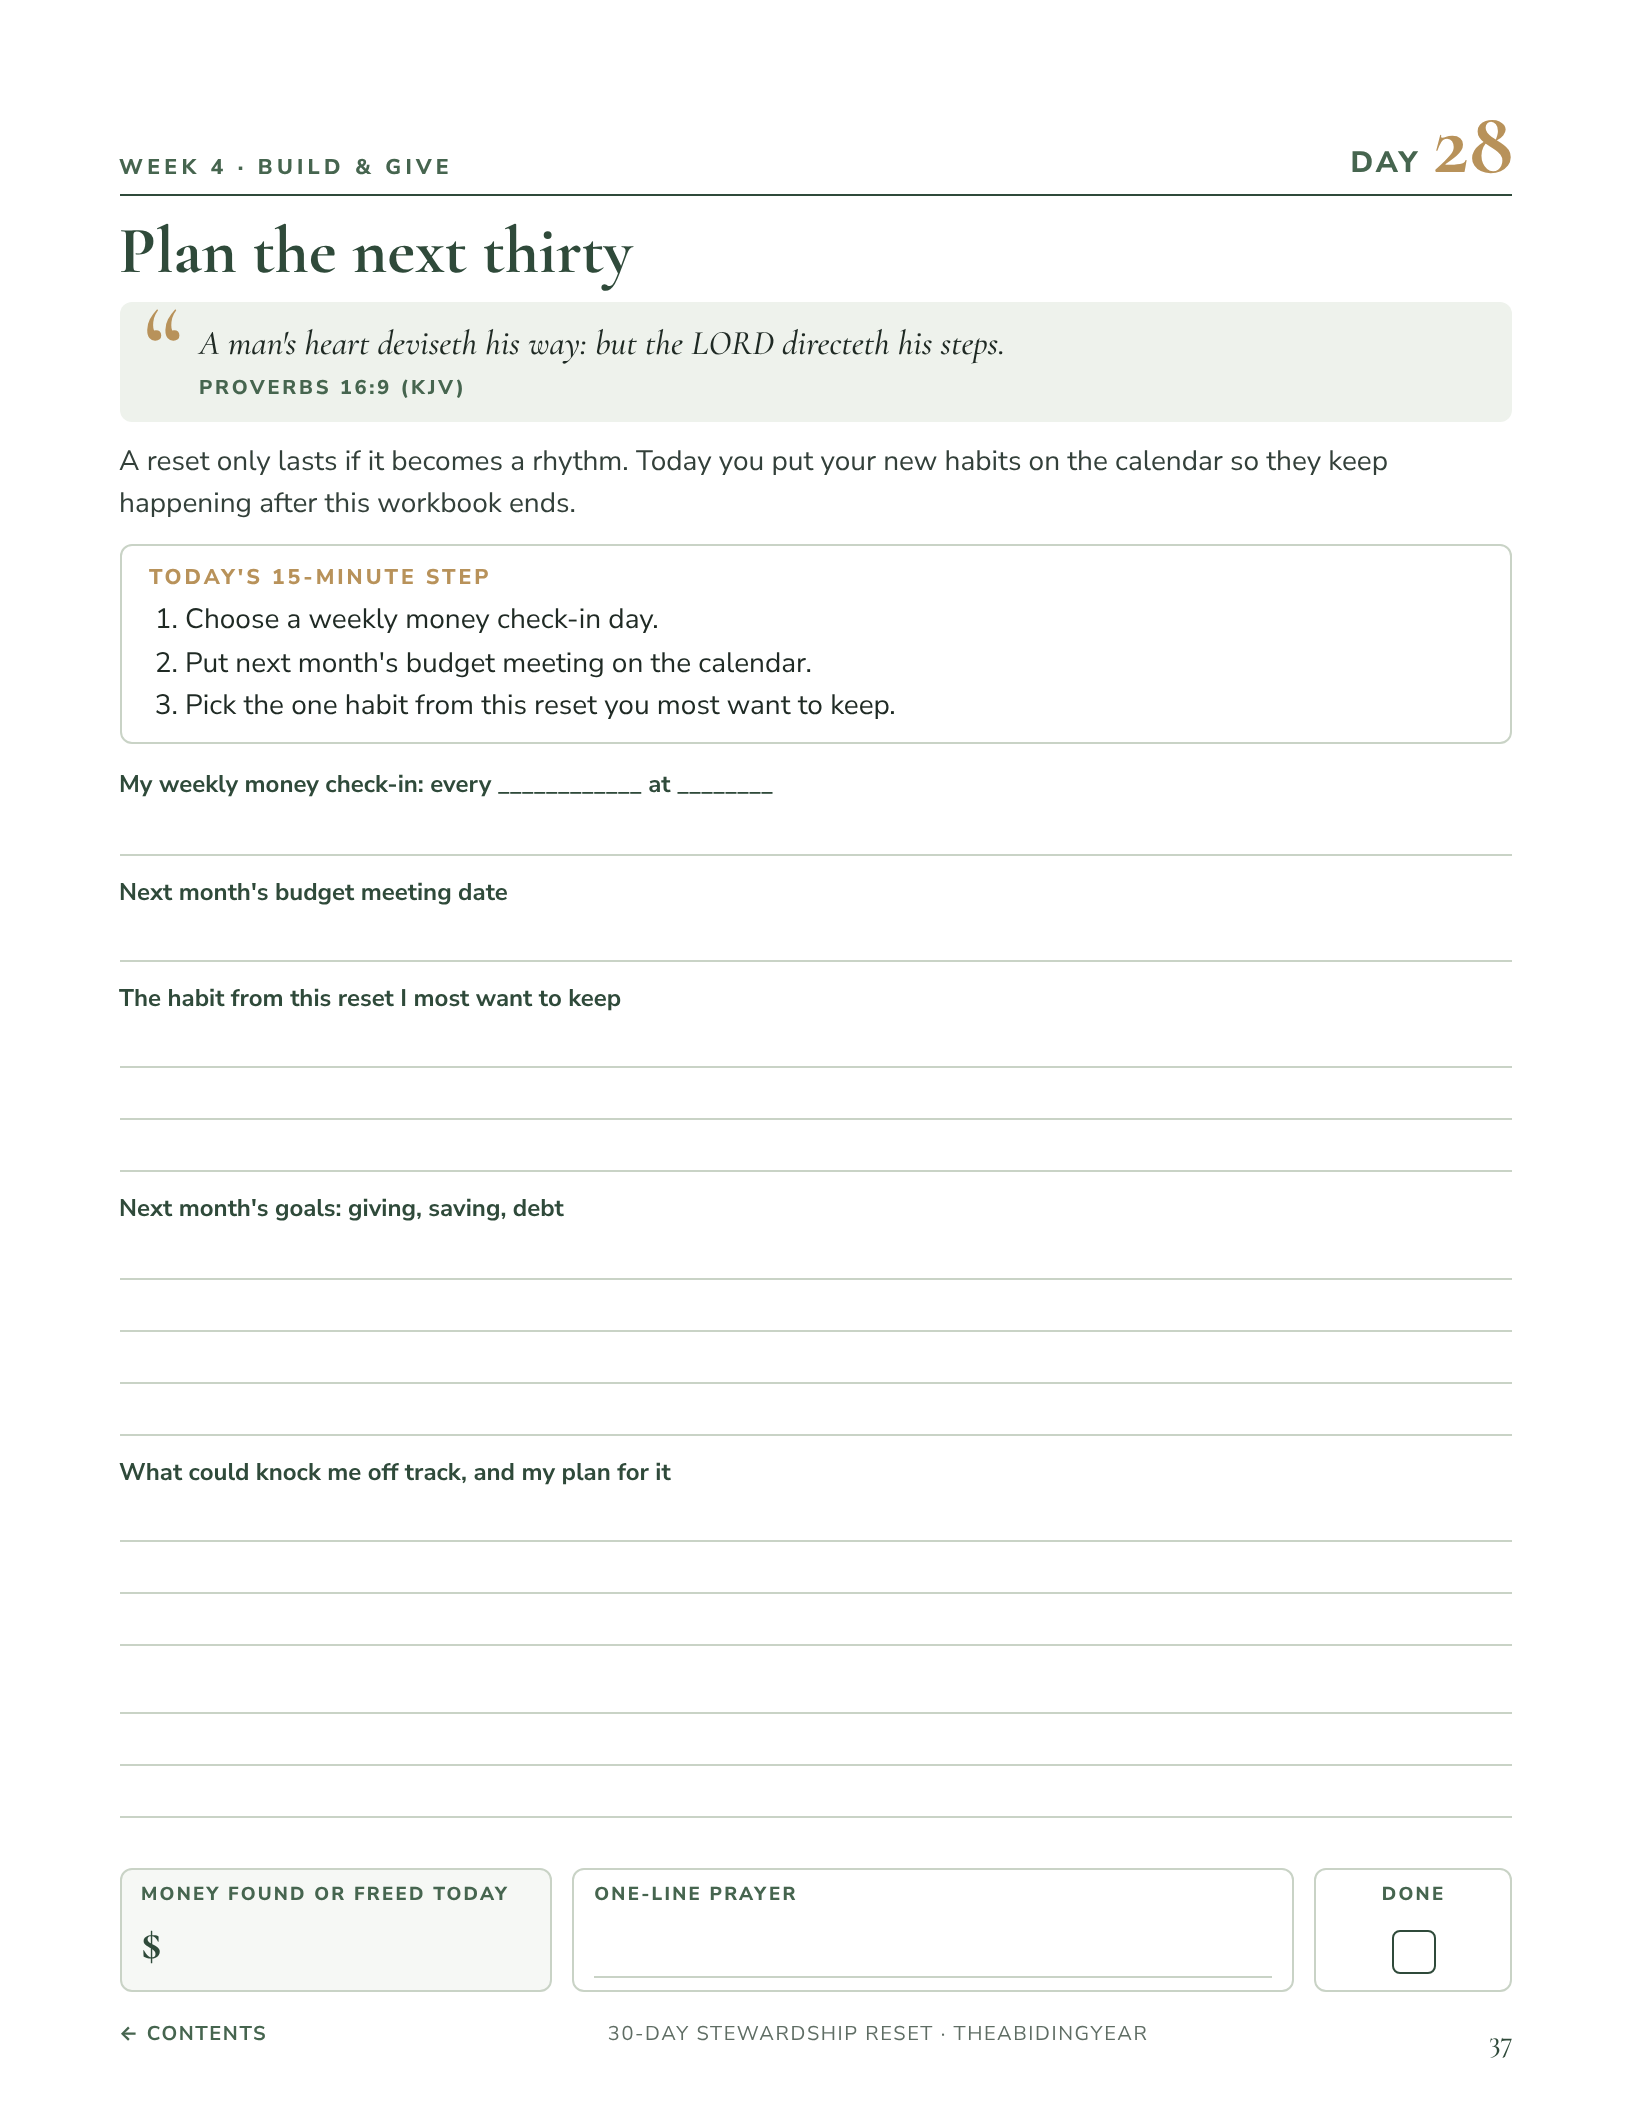 WEEK 4 · BUILD & GIVE
DAY 28
Plan the next thirty
“
A man's heart deviseth his way: but the LORD directeth his steps.
PROVERBS 16:9 (KJV)
A reset only lasts if it becomes a rhythm. Today you put your new habits on the calendar so they keep
happening after this workbook ends.
TODAY'S 15-MINUTE STEP
1. Choose a weekly money check-in day.
2. Put next month's budget meeting on the calendar.
3. Pick the one habit from this reset you most want to keep.
My weekly money check-in: every ____________ at ________
Next month's budget meeting date
The habit from this reset I most want to keep
Next month's goals: giving, saving, debt
What could knock me off track, and my plan for it
MONEY FOUND OR FREED TODAY
$
ONE-LINE PRAYER
DONE
← CONTENTS
30-DAY STEWARDSHIP RESET · THEABIDINGYEAR
37